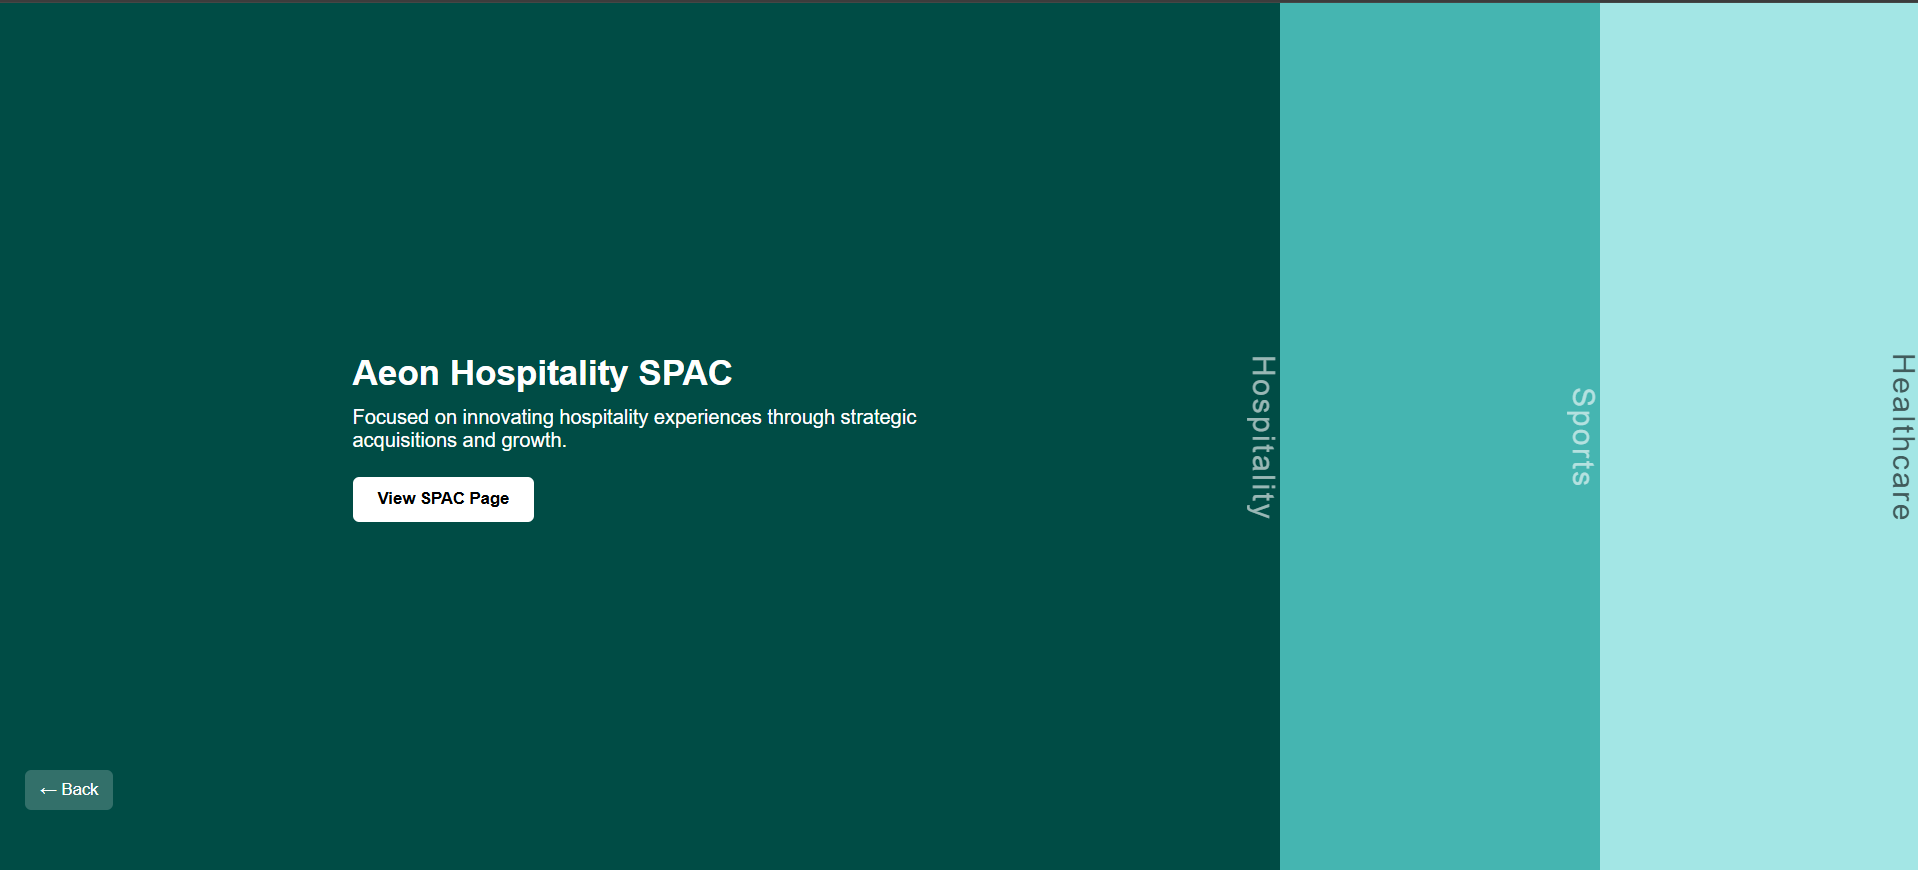 Aeon Hospitality SPAC
Focused on innovating hospitality experiences through strategic
acquisitions and growth.
View SPAC Page
← Back
Hospitality
Sports
Healthcare